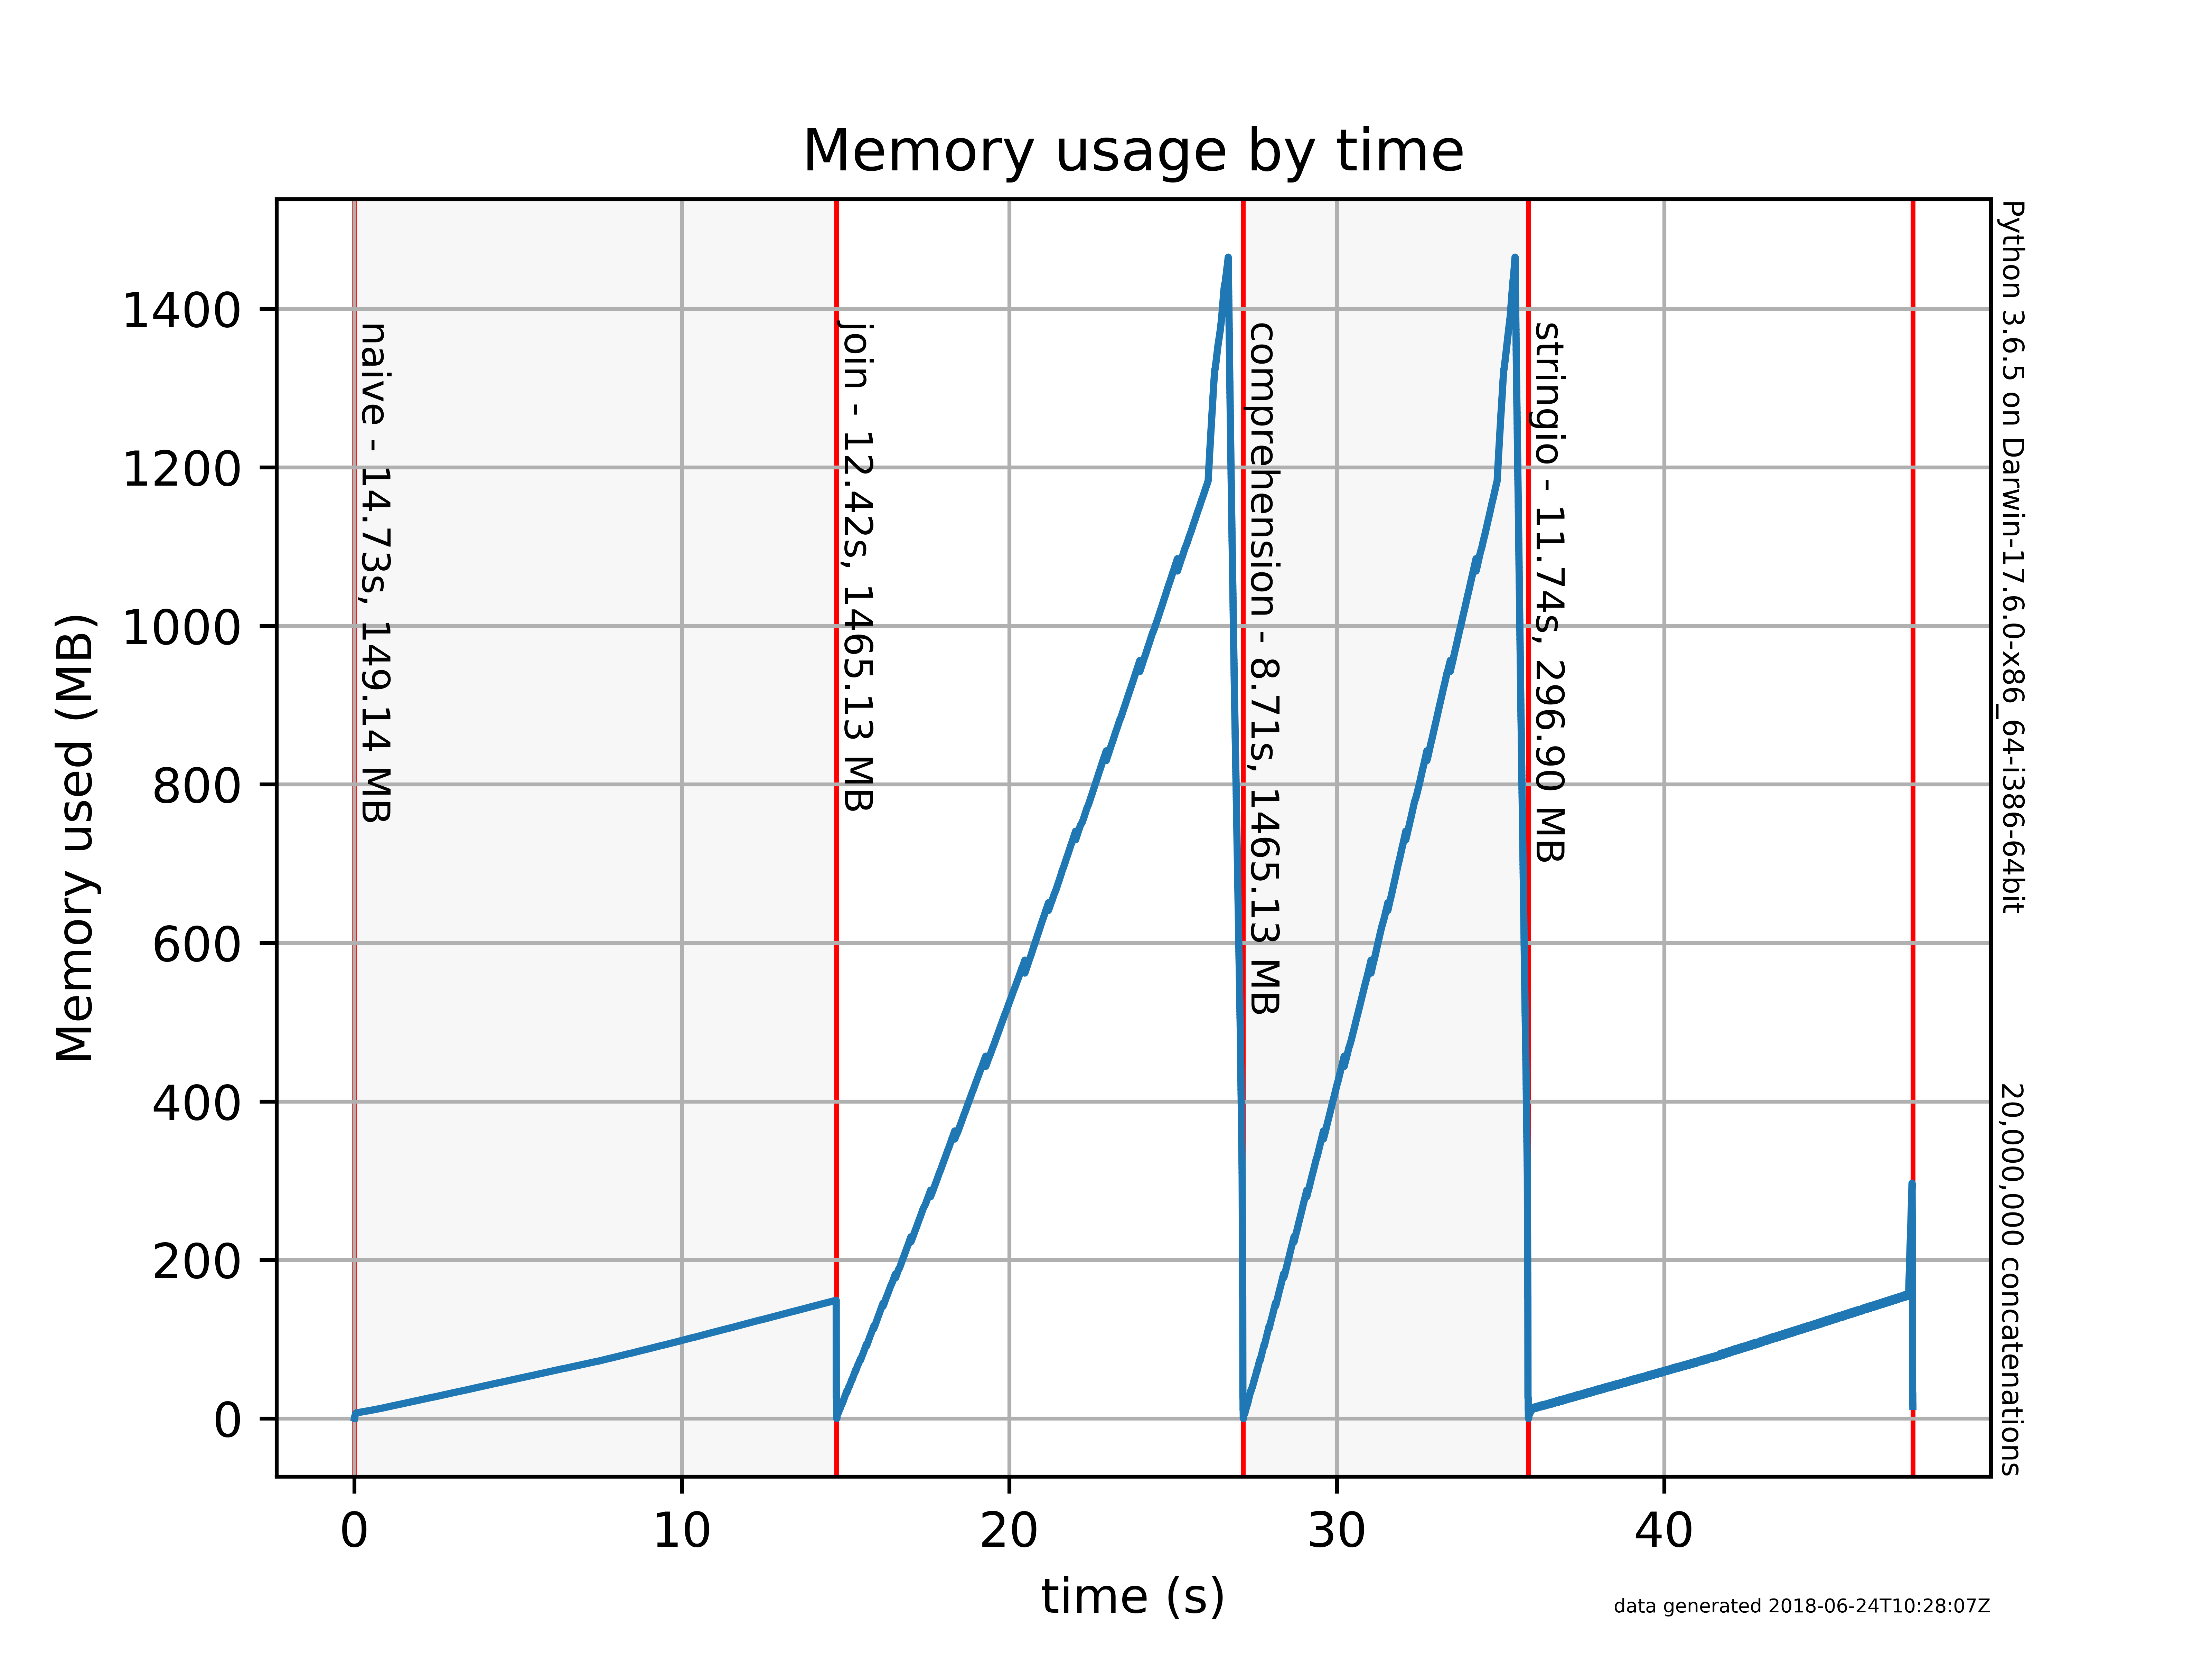 Memory usage by time
Memory used (MB)
1400
1200
1000
800
600
400
200
0
naive - 14.73s, 149.14 MB
join - 12.42s, 1465.13 MB
comprehension - 8.71s, 1465.13 MB
stringio - 11.74s, 296.90 MB
Python 3.6.5 on Darwin-17.6.0-x86_64-i386-64bit
20,000,000 concatenations
0 10 20 30 40
time (s)
data generated 2018-06-24T10:28:07Z